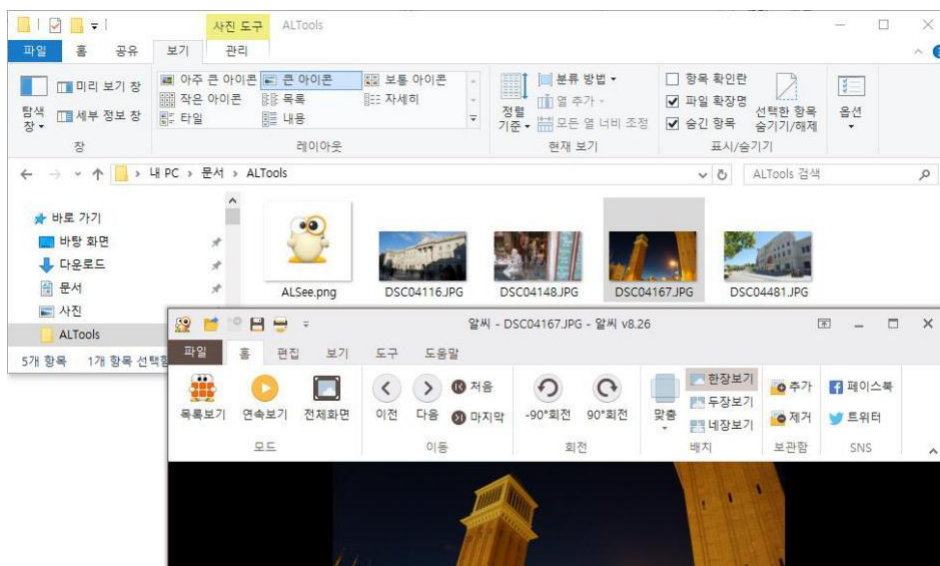 사진 도구 ALTools
파일 홈 공유 보기 관리
탐색 창
미리 보기 창
세부 정보 창
창
아주 큰 아이콘 큰 아이콘 보통 아이콘
작은 아이콘 목록 자세히
타일 내용
레이아웃
정렬 기준
분류 방법
열 추가
모든 열 너비 조정
현재 보기
항목 확인란
파일 확장명
숨긴 항목
선택한 항목 숨기기/해제
표시/숨기기
옵션
내 PC 문서 ALTools
ALTools 검색
바로 가기
바탕 화면
다운로드
문서
사진
ALTools
ALSee.png DSC04116.JPG DSC04148.JPG DSC04167.JPG DSC04481.JPG
5개 항목 1개 항목 선택
알씨 - DSC04167.JPG - 알씨 v8.26
파일 홈 편집 보기 도구 도움말
목록보기 연속보기 전체화면
모드
이전 다음 처음 마지막
이동
-90°회전 90°회전
회전
맞춤
한장보기
두장보기
네장보기
배치
추가
제거
보관함
페이스북
트위터
SNS